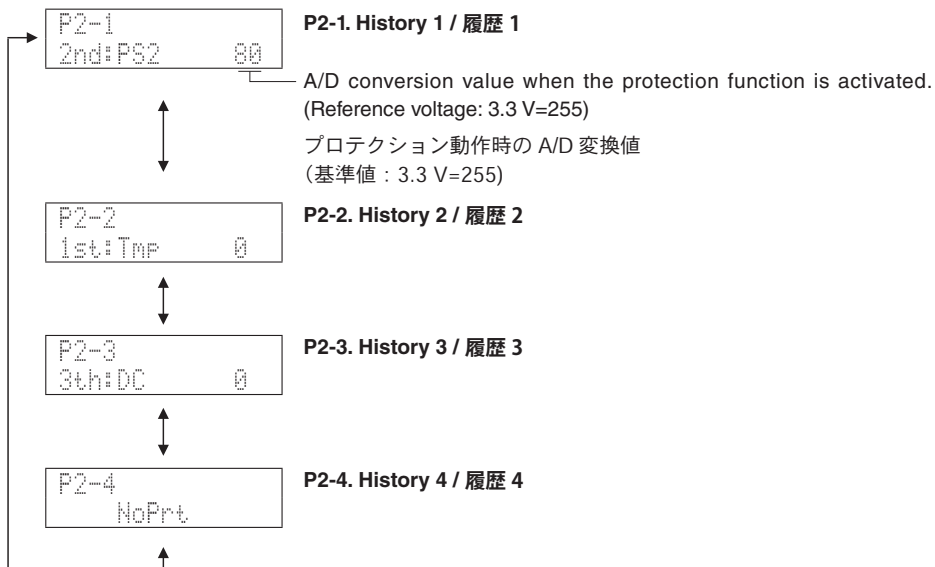 P2-1
2nd:PS2 80
P2-1. History 1 / 履歴 1
A/D conversion value when the protection function is activated.
(Reference voltage: 3.3 V=255)
プロテクション動作時の A/D 変換値
（基準値：3.3 V=255)
P2-2
1st:Tmp 0
P2-2. History 2 / 履歴 2
P2-3
3th:DC 0
P2-3. History 3 / 履歴 3
P2-4
NoPrt
P2-4. History 4 / 履歴 4